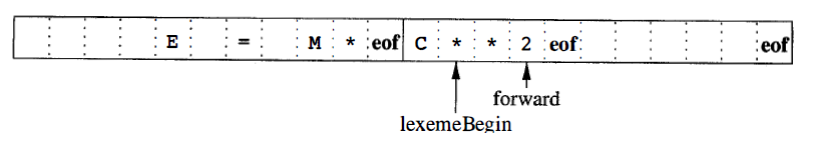 E = M * eof C * * 2 eof eof
forward
lexemeBegin